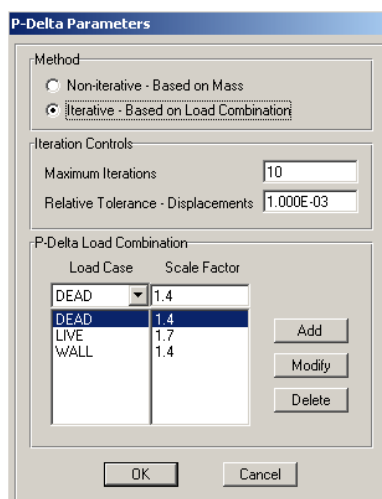 P-Delta Parameters
Method
Non-iterative - Based on Mass
Iterative - Based on Load Combination
Iteration Controls
Maximum Iterations 10
Relative Tolerance - Displacements 1.000E-03
P-Delta Load Combination
Load Case Scale Factor
DEAD 1.4
DEAD 1.4
LIVE 1.7
WALL 1.4
Add
Modify
Delete
OK Cancel